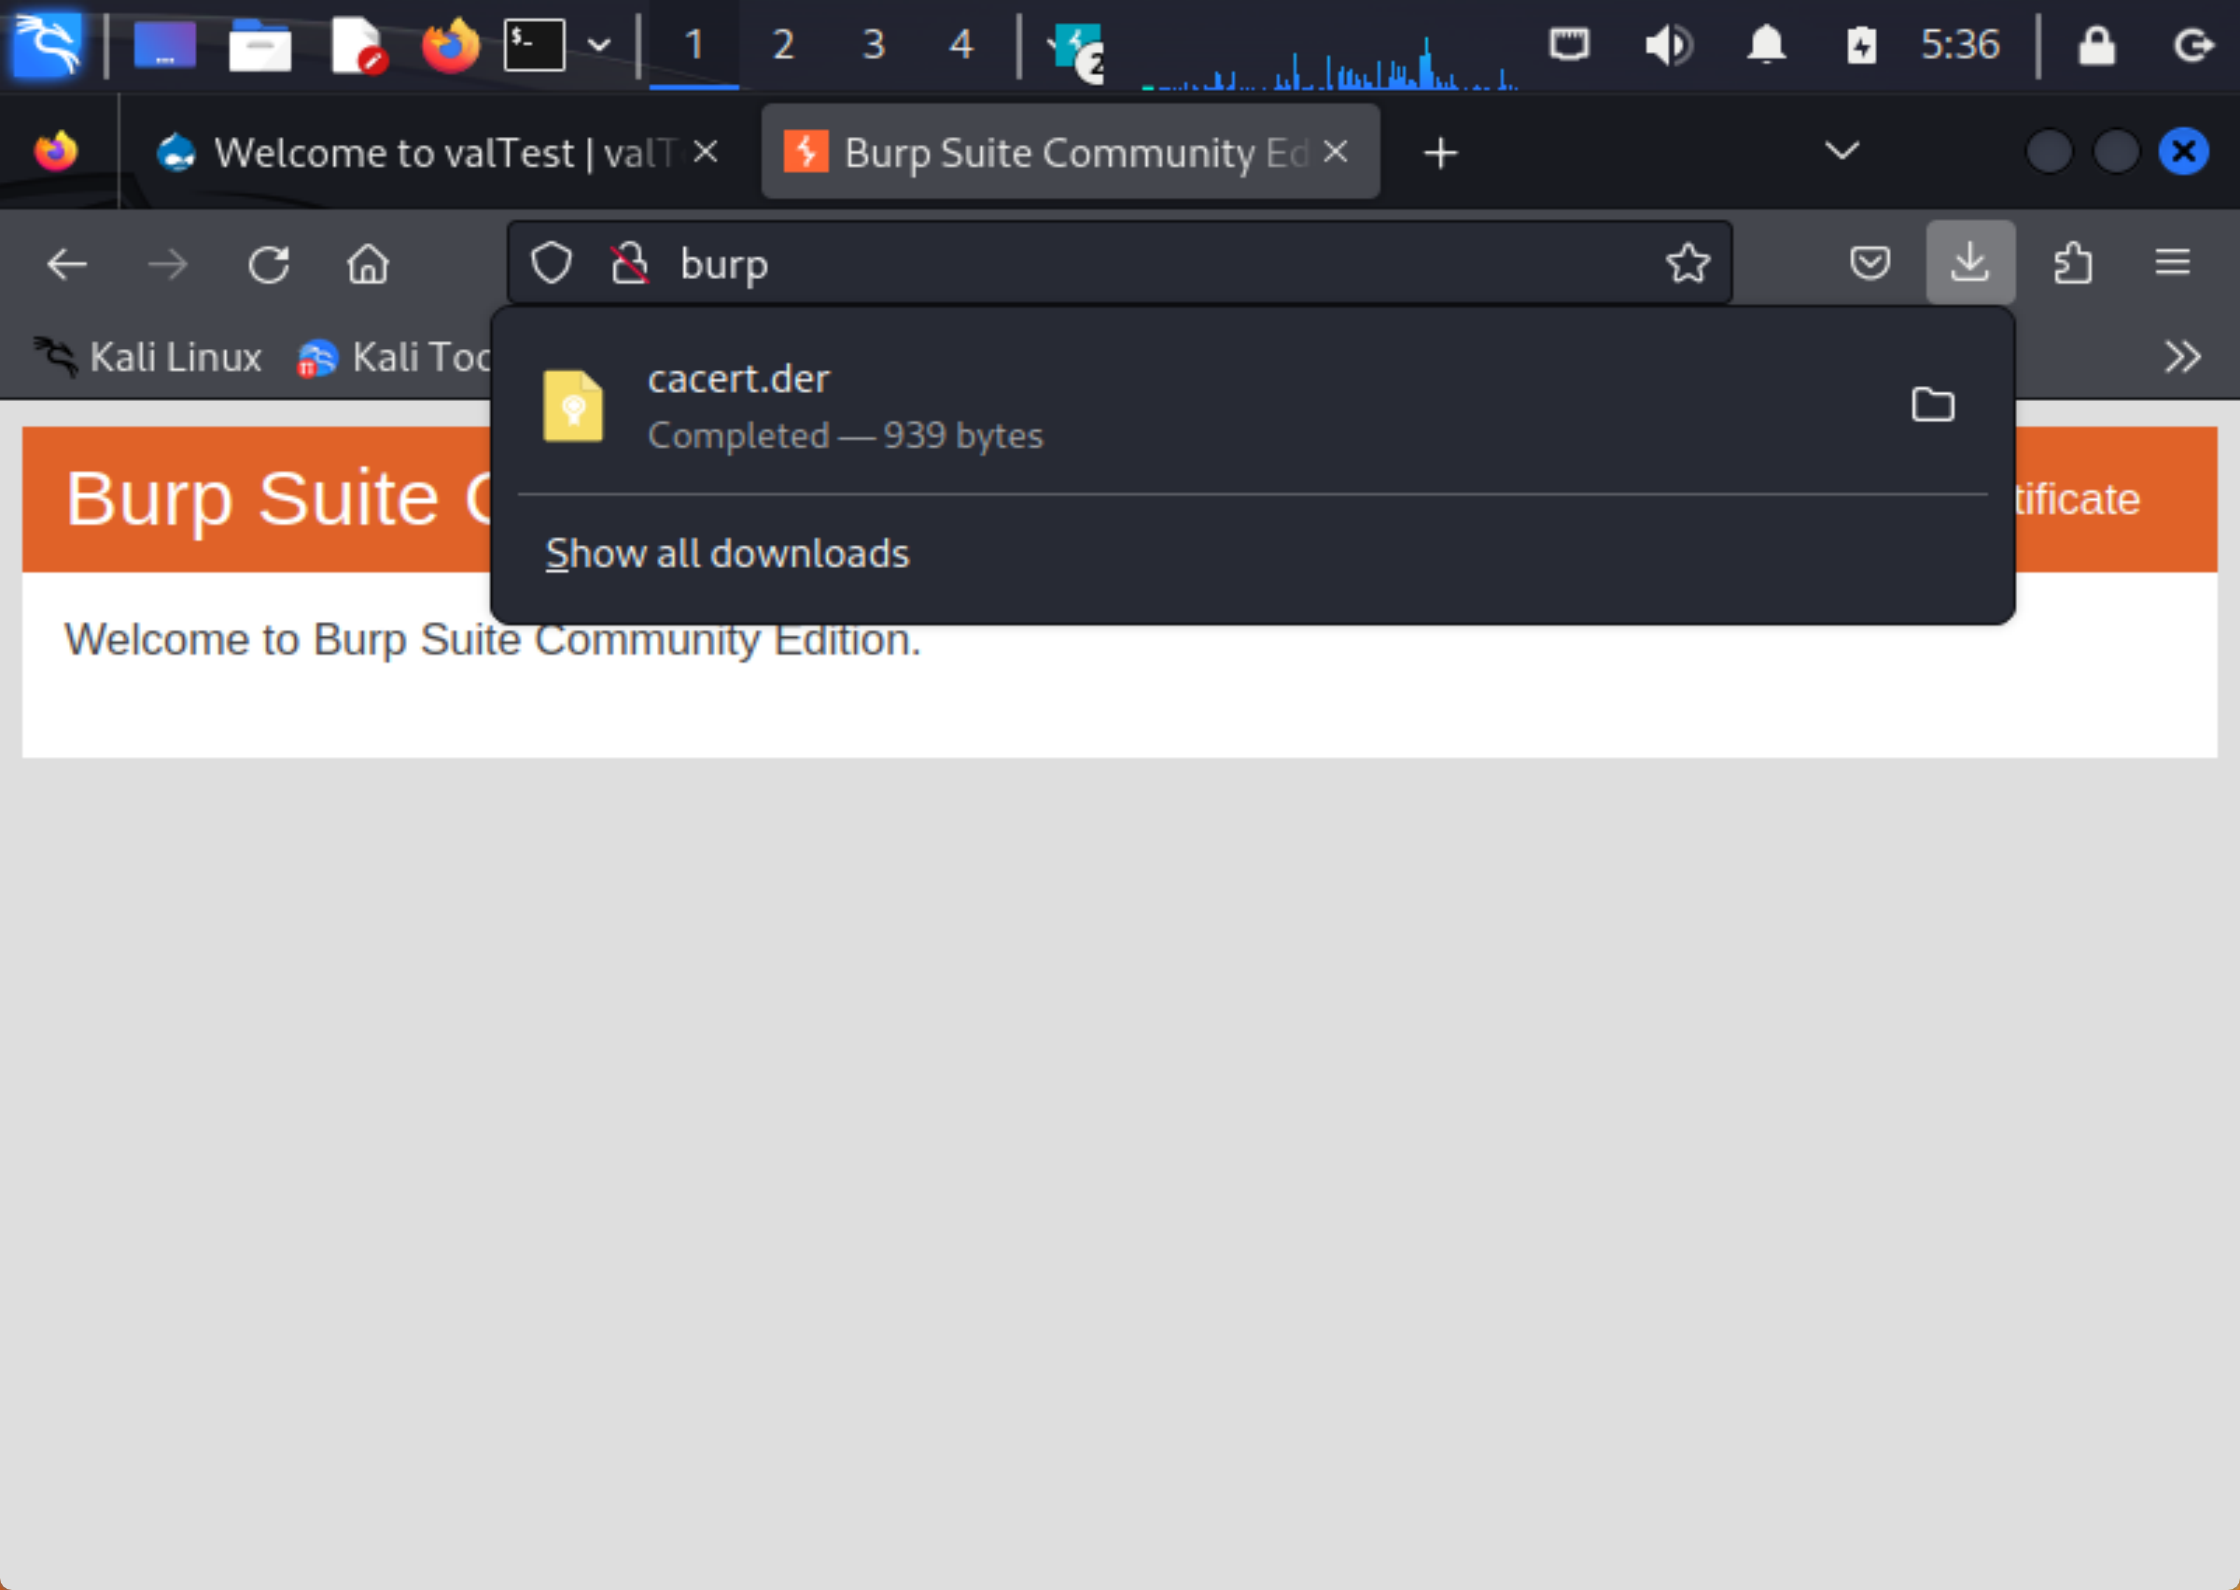 1 2 3 4 2 5:36
Welcome to valTest | valT
Burp Suite Community Ed
burp
Kali Linux Kali Too
cacert.der
Completed — 939 bytes
Show all downloads
Burp Suite C
tificate
Welcome to Burp Suite Community Edition.